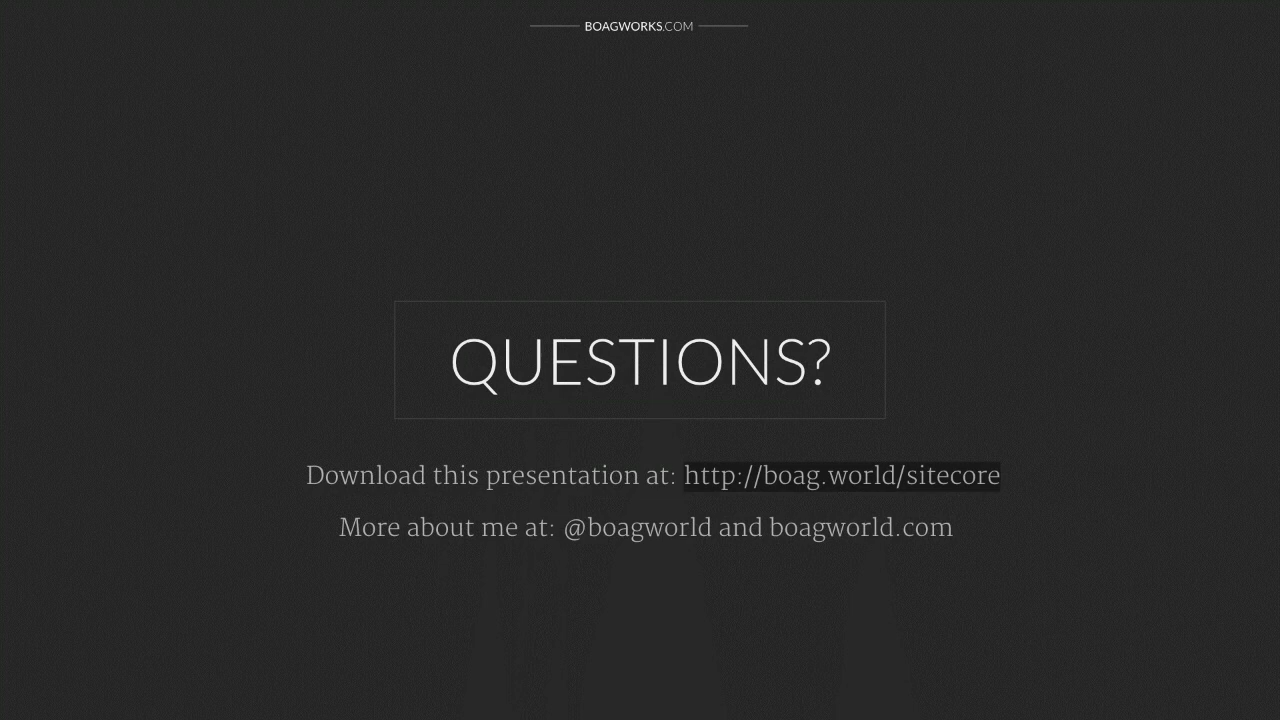 BOAGWORKS.COM
QUESTIONS?
Download this presentation at: http://boag.world/sitecore
More about me at: @boagworld and boagworld.com